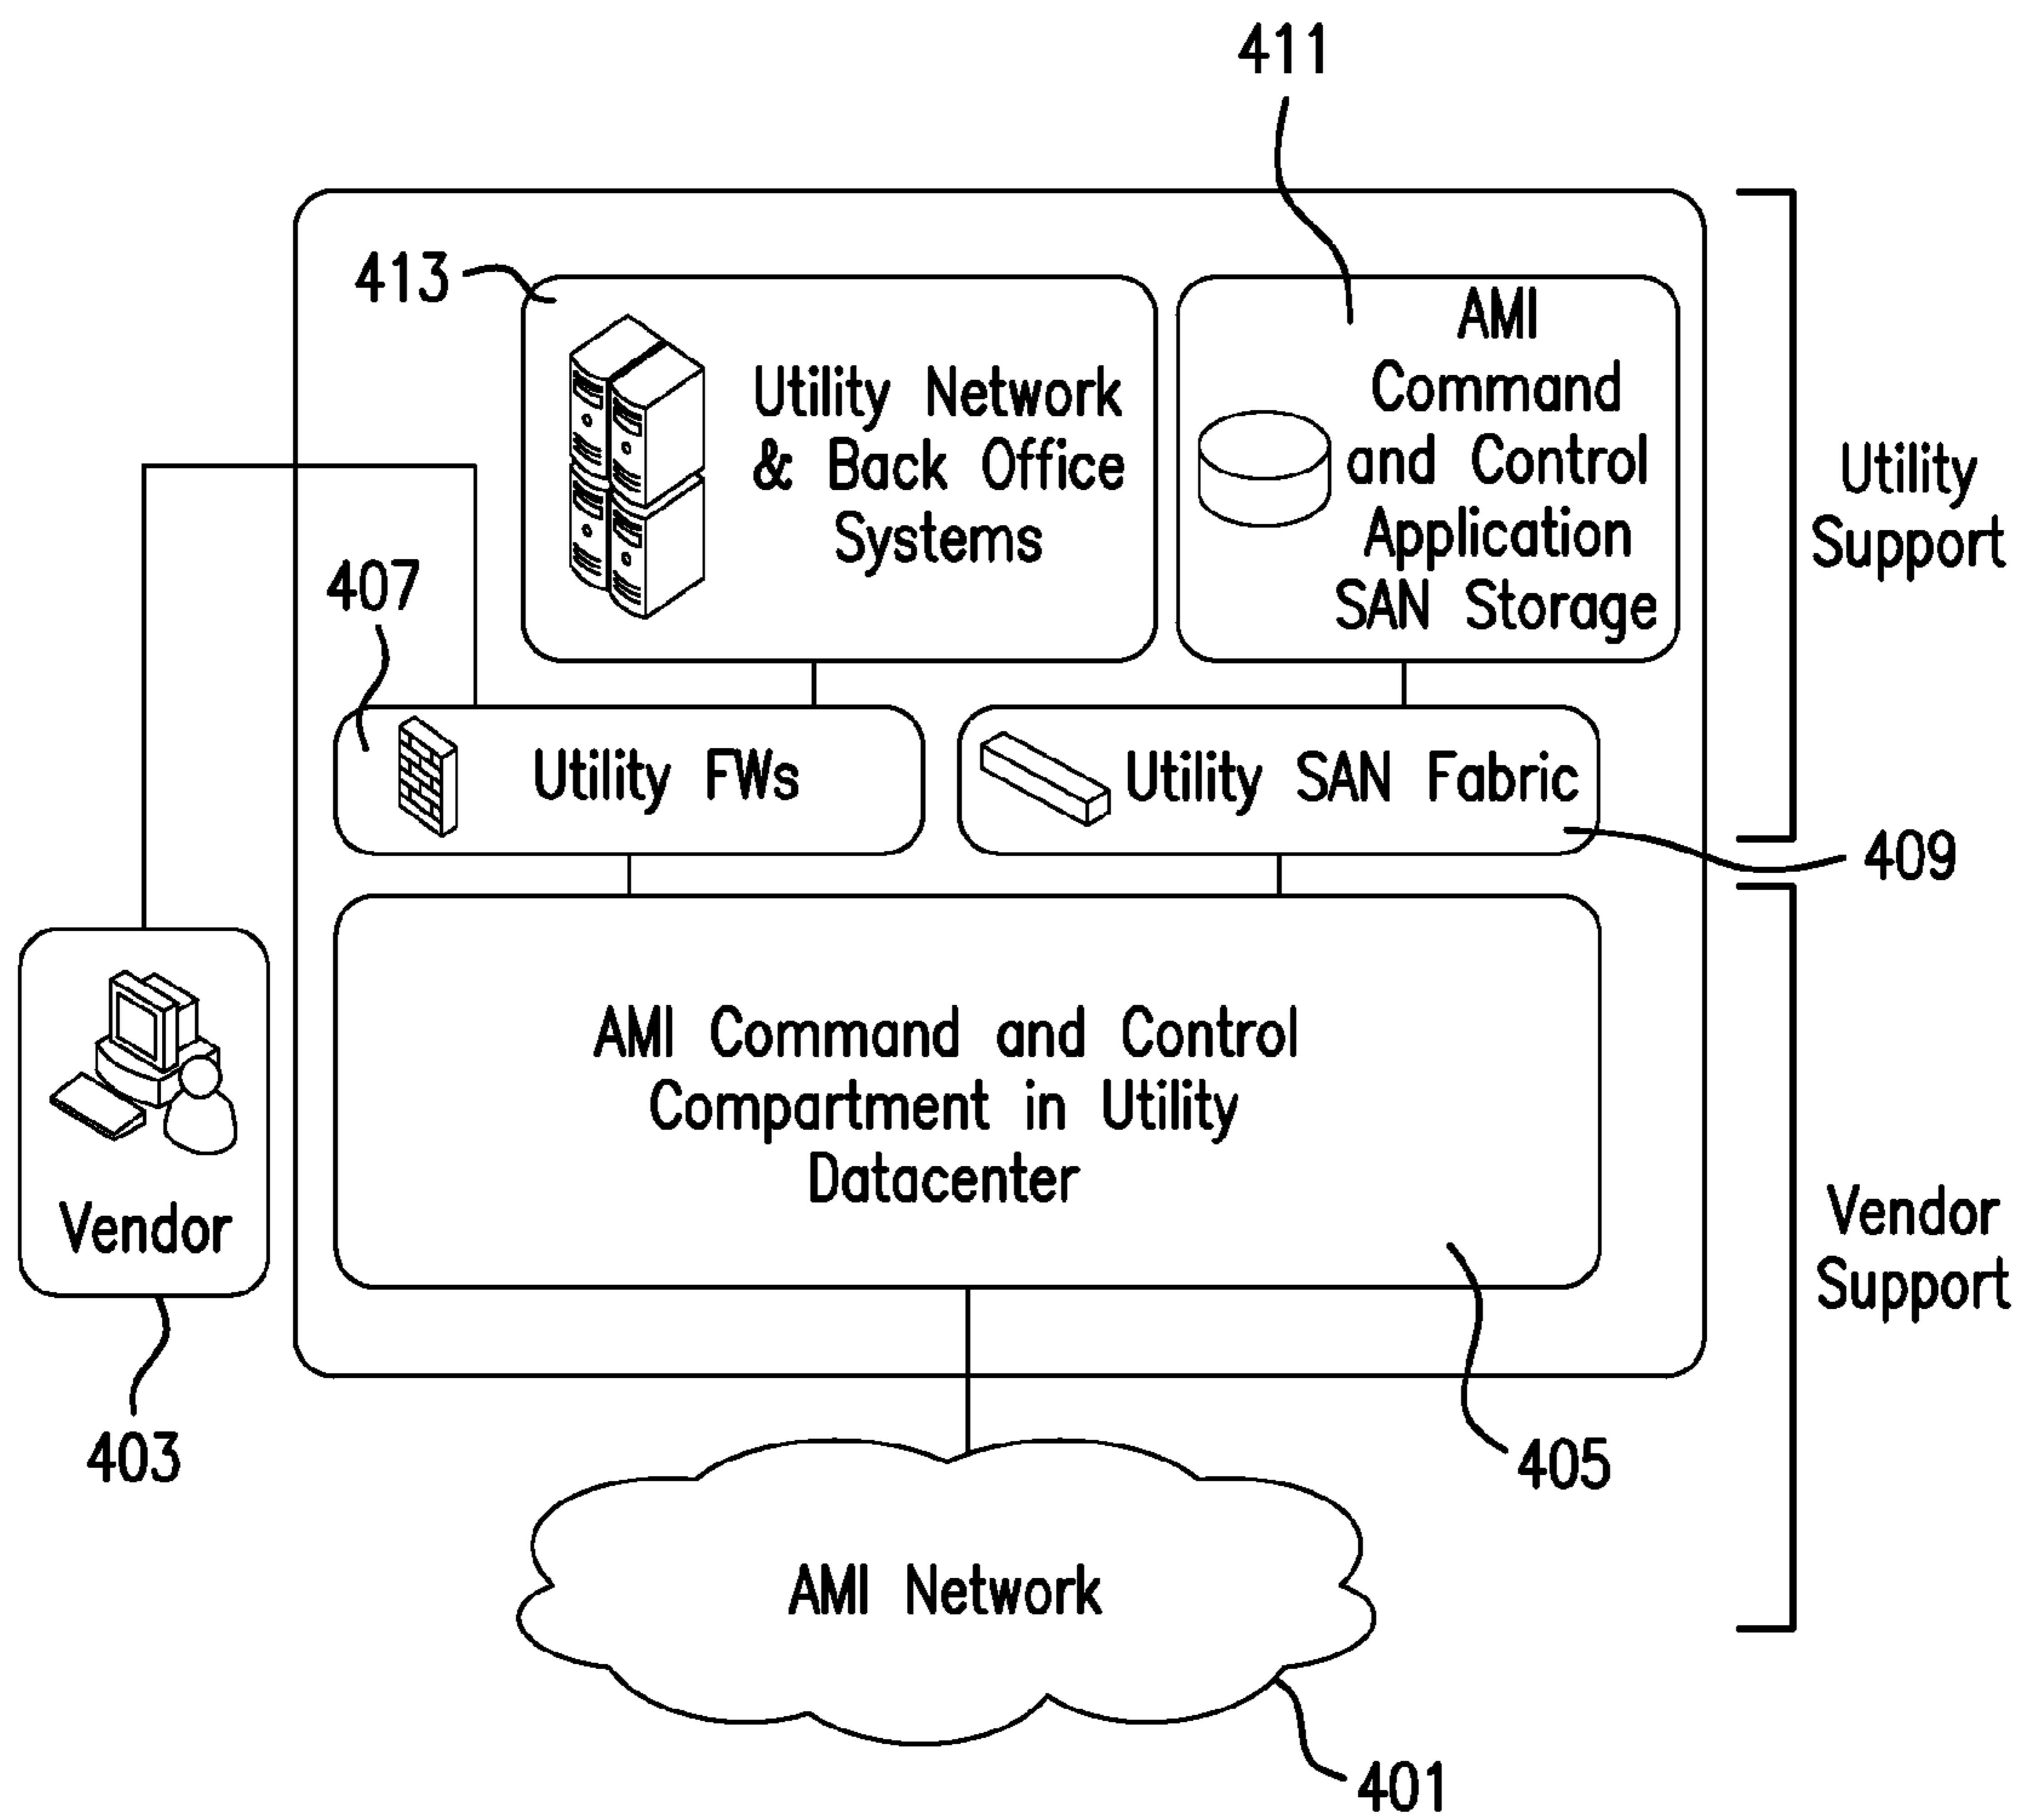 411
413
Utility Network
& Back Office
Systems
AMI
Command
and Control
Application
SAN Storage
Utility
Support
407
Utility FWs
Utility SAN Fabric
409
AMI Command and Control
Compartment in Utility
Datacenter
Vendor
Vendor
Support
403
405
AMI Network
401